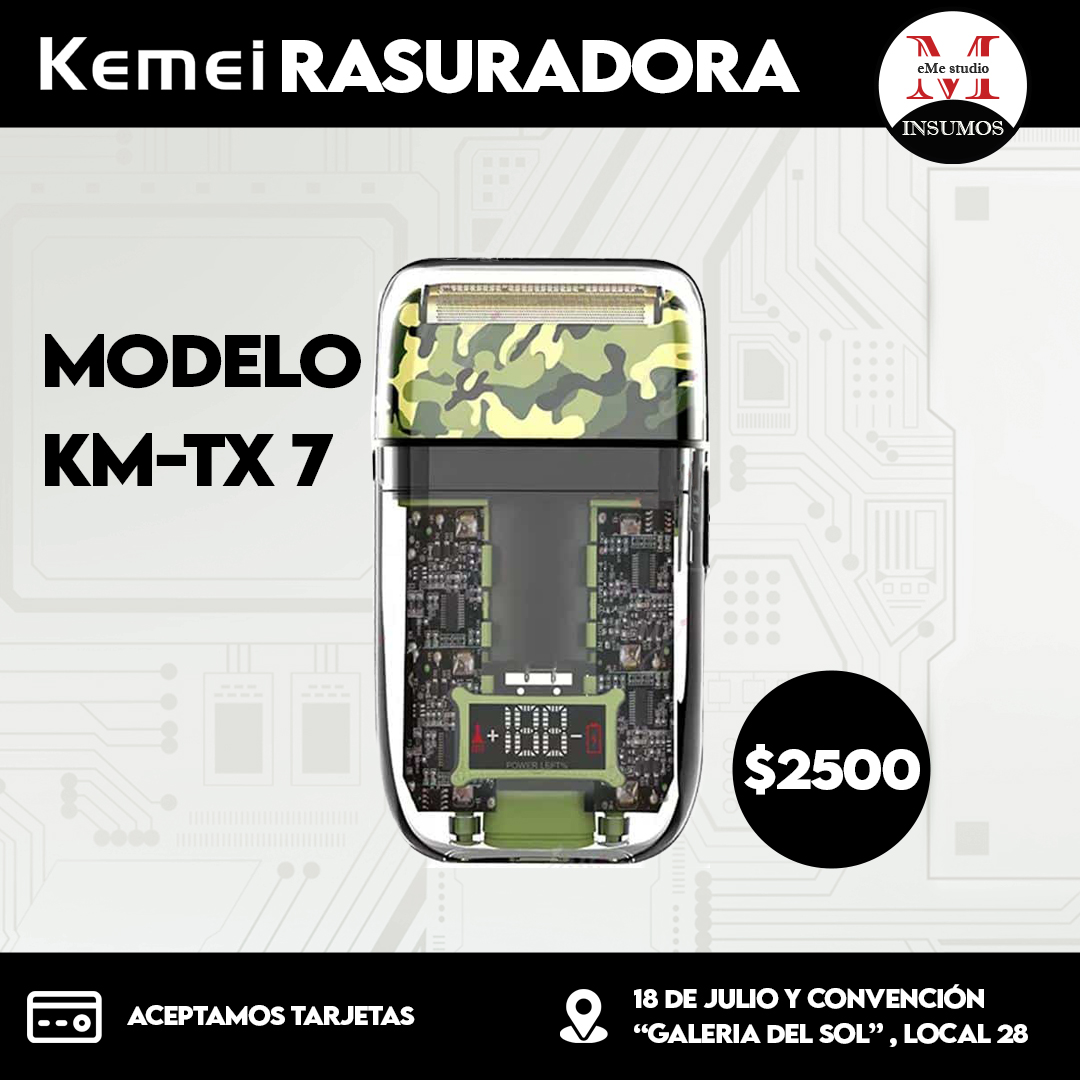 Kemei RASURADORA
M
eMe studio
INSUMOS
MODELO
KM-TX 7
188
POWER LEFT%
$2500
ACEPTAMOS TARJETAS
18 DE JULIO Y CONVENCIÓN
“GALERIA DEL SOL” , LOCAL 28